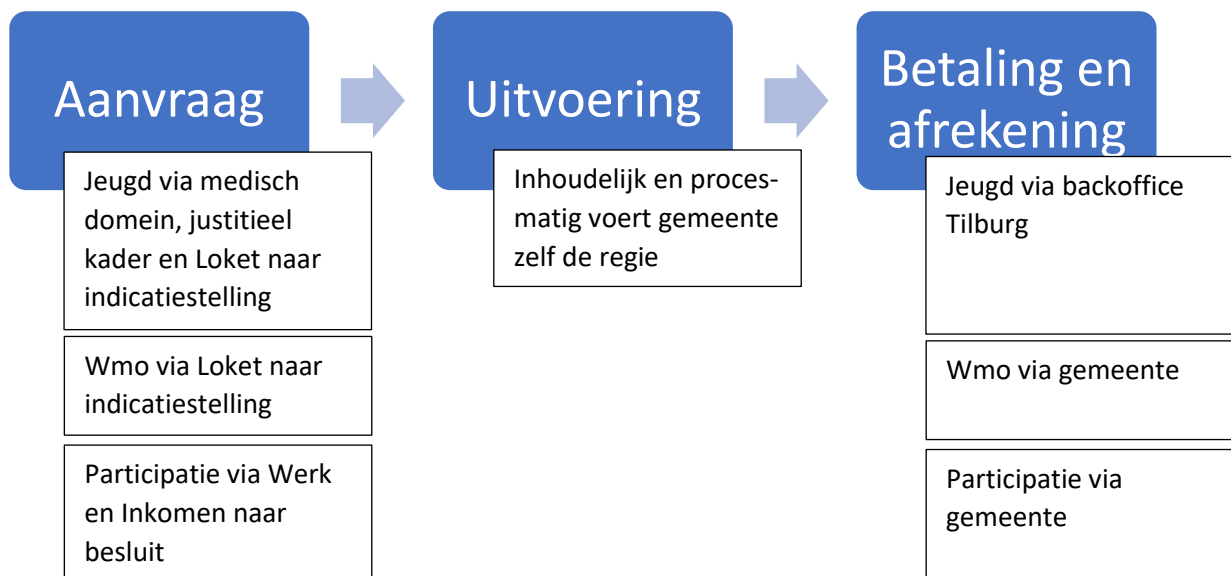 Aanvraag
Jeugd via medisch
domein, justitieel
kader en Loket naar
indicatiestelling
Wmo via Loket naar
indicatiestelling
Participatie via Werk
en Inkomen naar
besluit
Uitvoering
Inhoudelijk en proces-
matig voert gemeente
zelf de regie
Betaling en
afrekening
Jeugd via backoffice
Tilburg
Wmo via gemeente
Participatie via
gemeente